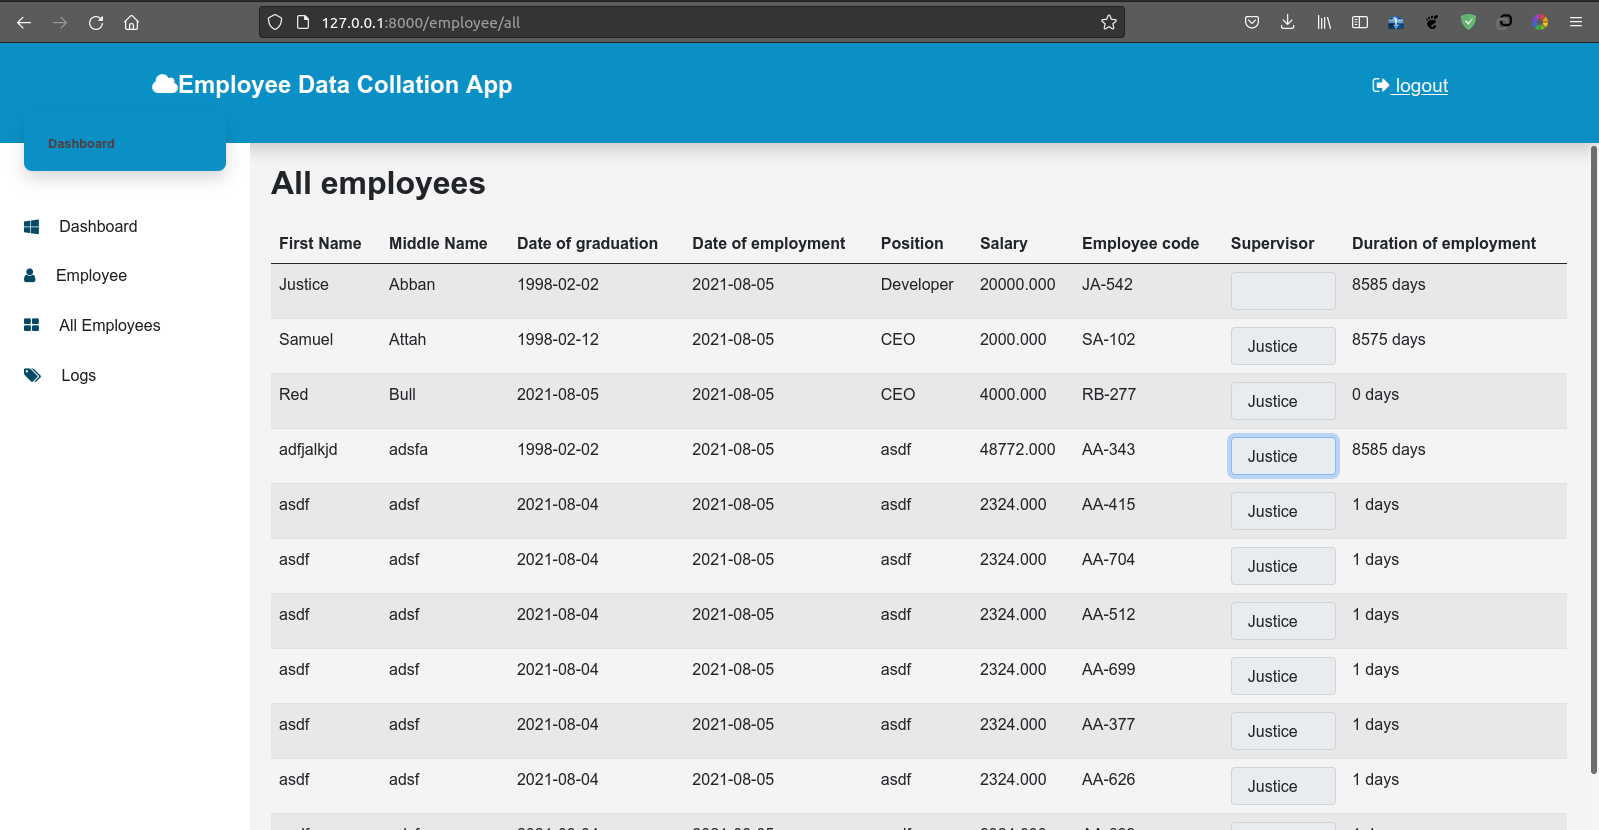 127.0.0.1:8000/employee/all
Employee Data Collation App
logout
Dashboard
Dashboard
Employee
All Employees
Logs
All employees
First Name Middle Name Date of graduation Date of employment Position Salary Employee code Supervisor Duration of employment
Justice Abban 1998-02-02 2021-08-05 Developer 20000.000 JA-542 8585 days
Samuel Attah 1998-02-12 2021-08-05 CEO 2000.000 SA-102 Justice 8575 days
Red Bull 2021-08-05 2021-08-05 CEO 4000.000 RB-277 Justice 0 days
adfjalkjd adsfa 1998-02-02 2021-08-05 asdf 48772.000 AA-343 Justice 8585 days
asdf adsf 2021-08-04 2021-08-05 asdf 2324.000 AA-415 Justice 1 days
asdf adsf 2021-08-04 2021-08-05 asdf 2324.000 AA-704 Justice 1 days
asdf adsf 2021-08-04 2021-08-05 asdf 2324.000 AA-512 Justice 1 days
asdf adsf 2021-08-04 2021-08-05 asdf 2324.000 AA-699 Justice 1 days
asdf adsf 2021-08-04 2021-08-05 asdf 2324.000 AA-377 Justice 1 days
asdf adsf 2021-08-04 2021-08-05 asdf 2324.000 AA-626 Justice 1 days